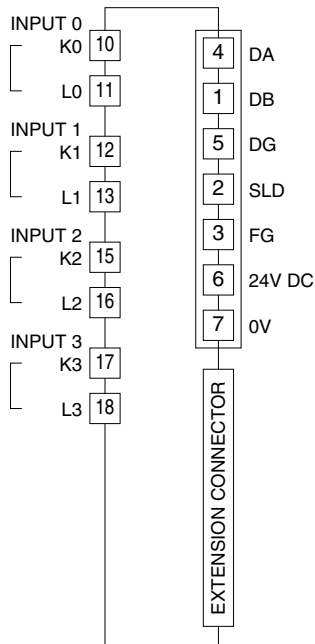 INPUT 0
K0 10
L0 11
INPUT 1
K1 12
L1 13
INPUT 2
K2 15
L2 16
INPUT 3
K3 17
L3 18
4 DA
1 DB
5 DG
2 SLD
3 FG
6 24V DC
7 0V
EXTENSION CONNECTOR